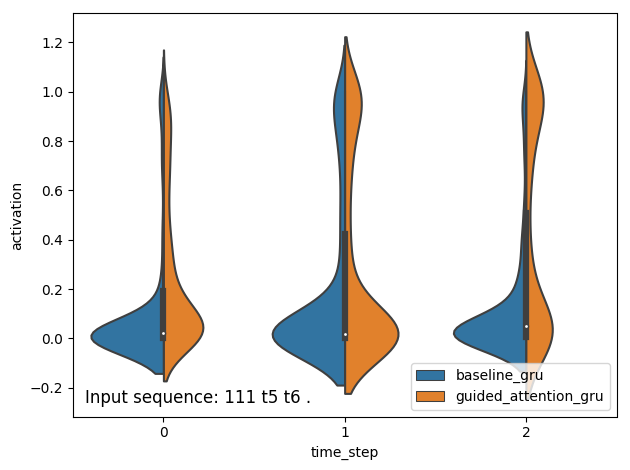 1.2
1.0
0.8
0.6
0.4
0.2
0.0
−0.2
activation
Input sequence: 111 t5 t6 .
baseline_gru
guided_attention_gru
0
1
2
time_step